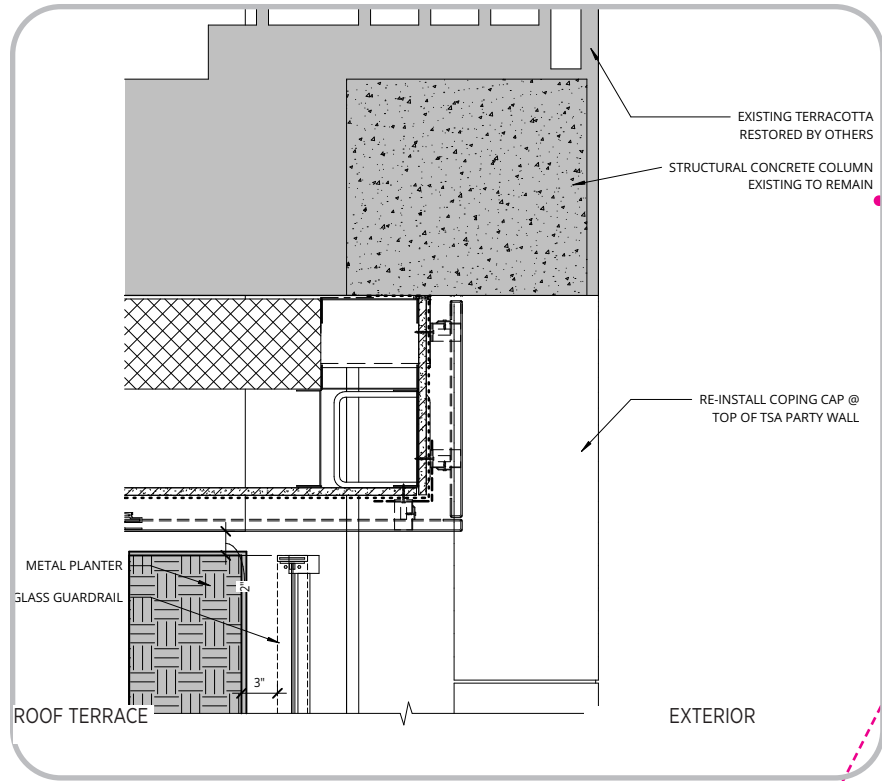 EXISTING TERRACOTTA
RESTORED BY OTHERS
STRUCTURAL CONCRETE COLUMN
EXISTING TO REMAIN
RE-INSTALL COPING CAP @
TOP OF TSA PARTY WALL
METAL PLANTER
GLASS GUARDRAIL
2"
3"
ROOF TERRACE
EXTERIOR